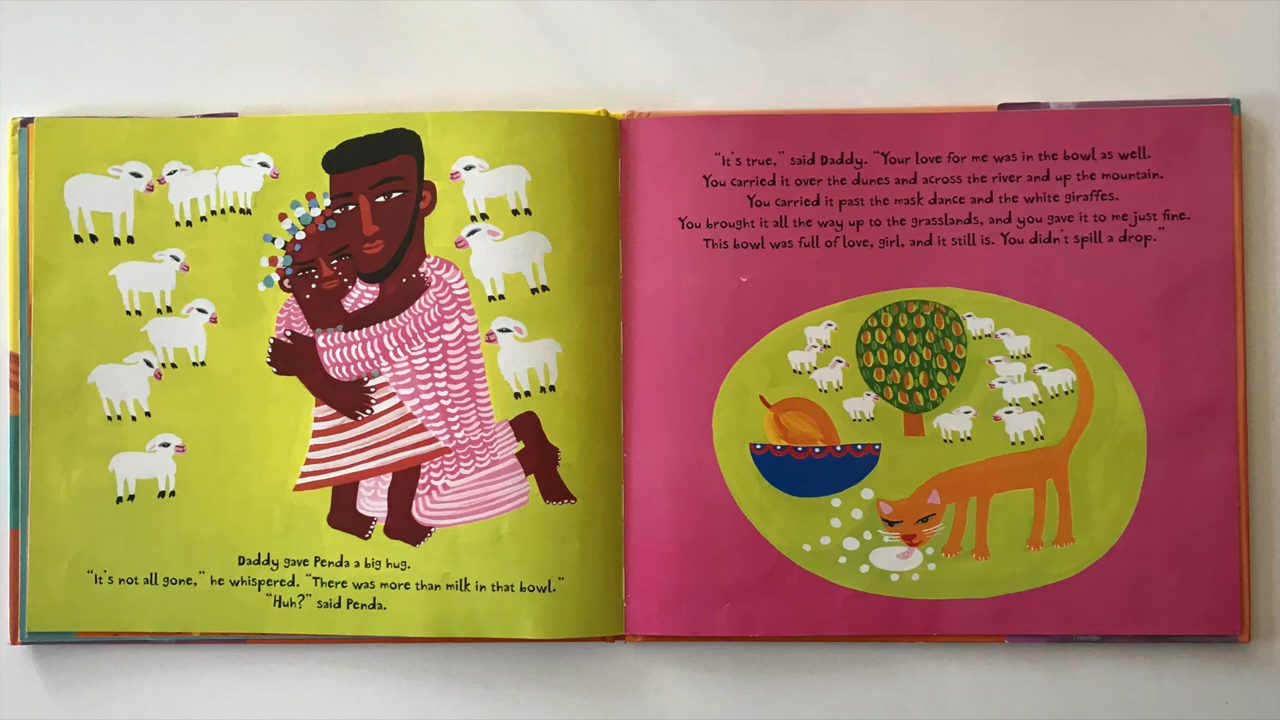 Daddy gave Penda a big hug.
"It's not all gone," he whispered. "There was more than milk in that bowl."
"Huh?" said Penda.
"It's true," said Daddy. "Your love for me was in the bowl as well.
You carried it over the dunes and across the river and up the mountain.
You carried it past the mask dance and the white giraffes.
You brought it all the way up to the grasslands, and you gave it to me just fine.
This bowl was full of love, girl, and it still is. You didn't spill a drop."